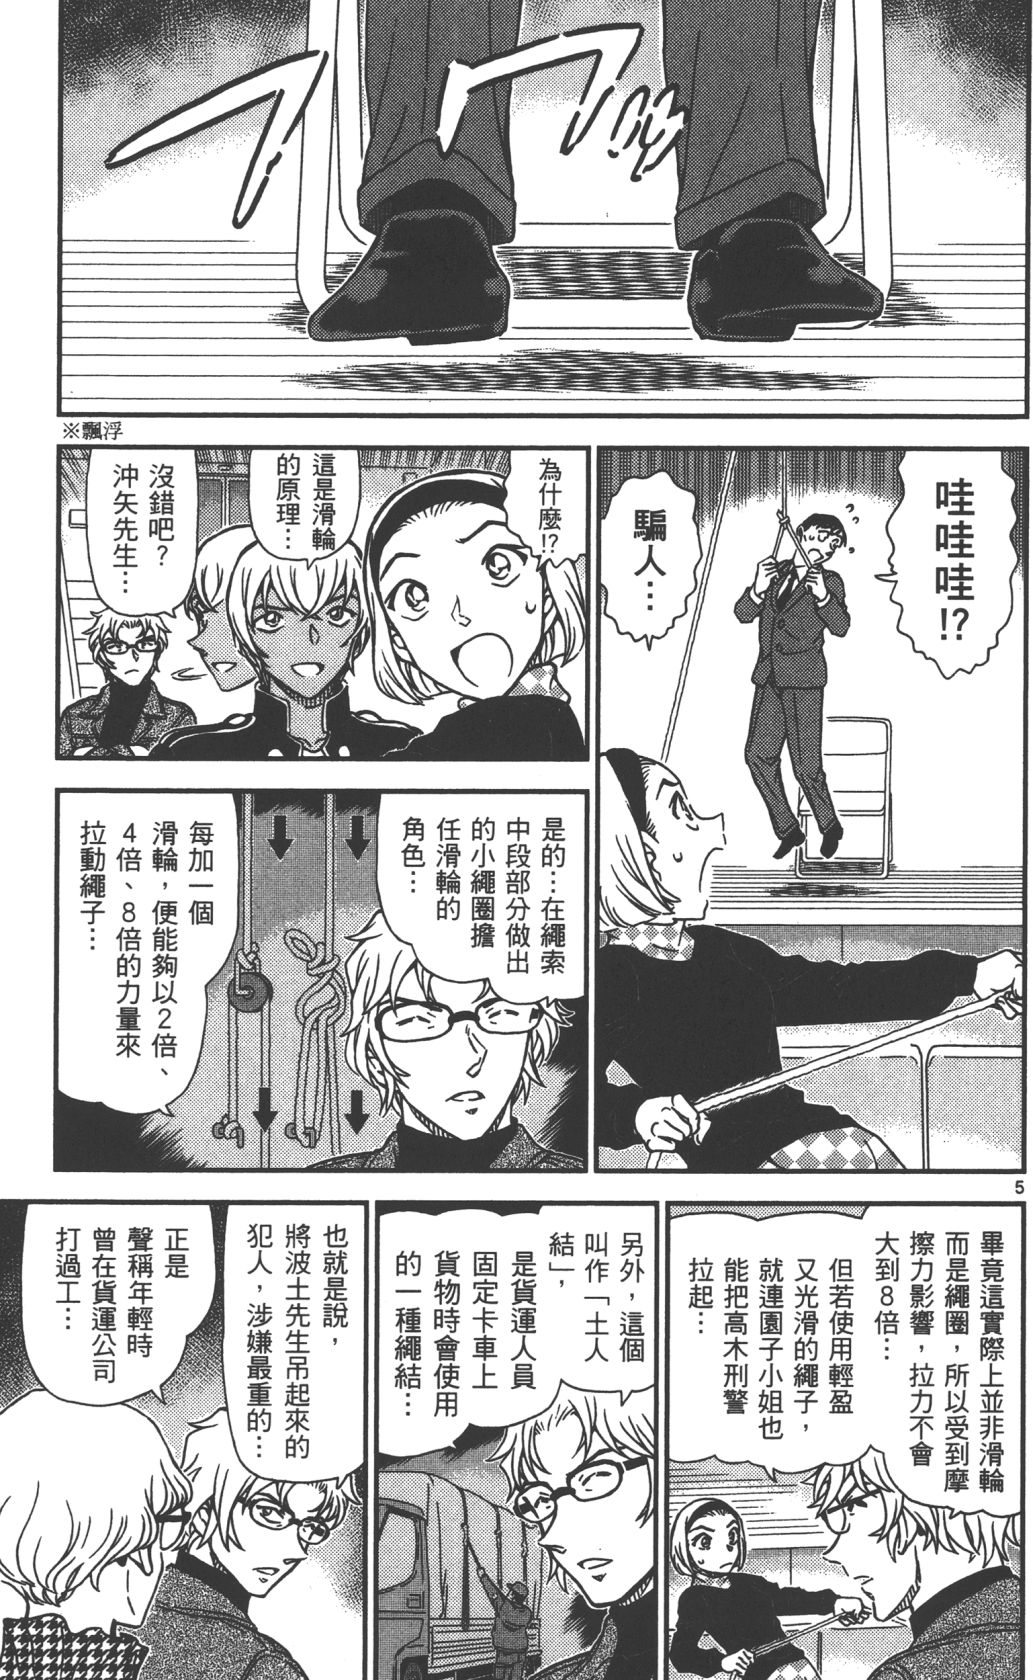 フワッ
※飄浮
哇哇哇!?
騙人…
為什麼!?
這是滑輪
的原理…
沒錯吧？
沖矢先生…
是的…在繩索
中段部分做出
的小繩圈擔
任滑輪的
角色…
每加一個
滑輪，便能夠以2倍、
4倍、8倍的力量來
拉動繩子…
5
畢竟這實際上並非滑輪
而是繩圈，所以受到摩
擦力影響，拉力不會
大到8倍…
但若使用輕盈
又光滑的繩子，
就連園子小姐也
能把高木刑警
拉起…
另外，這個
叫作「土人
結」，
是貨運人員
固定卡車上
貨物時會使用
的一種繩結…
也就是說，
將波土先生吊起來的
犯人，涉嫌最重的…
正是
聲稱年輕時
曾在貨運公司
打過工…